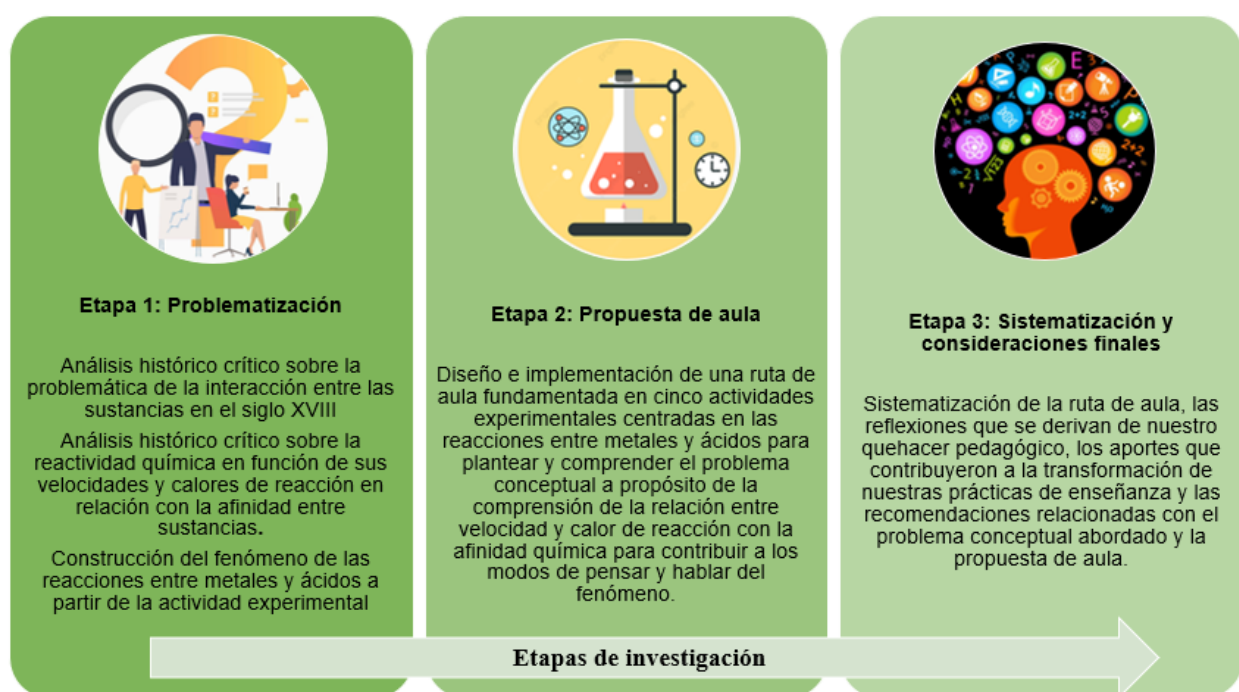 Etapa 1: Problematización
Análisis histórico crítico sobre la
problemática de la interacción entre las
sustancias en el siglo XVIII
Análisis histórico crítico sobre la
reactividad química en función de sus
velocidades y calores de reacción en
relación con la afinidad entre
sustancias.
Construcción del fenómeno de las
reacciones entre metales y ácidos a
partir de la actividad experimental
Etapa 2: Propuesta de aula
Diseño e implementación de una ruta de
aula fundamentada en cinco actividades
experimentales centradas en las
reacciones entre metales y ácidos para
plantear y comprender el problema
conceptual a propósito de la
comprensión de la relación entre
velocidad y calor de reacción con la
afinidad química para contribuir a los
modos de pensar y hablar del
fenómeno.
Etapa 3: Sistematización y
consideraciones finales
Sistematización de la ruta de aula, las
reflexiones que se derivan de nuestro
quehacer pedagógico, los aportes que
contribuyeron a la transformación de
nuestras prácticas de enseñanza y las
recomendaciones relacionadas con el
problema conceptual abordado y la
propuesta de aula.
Etapas de investigación